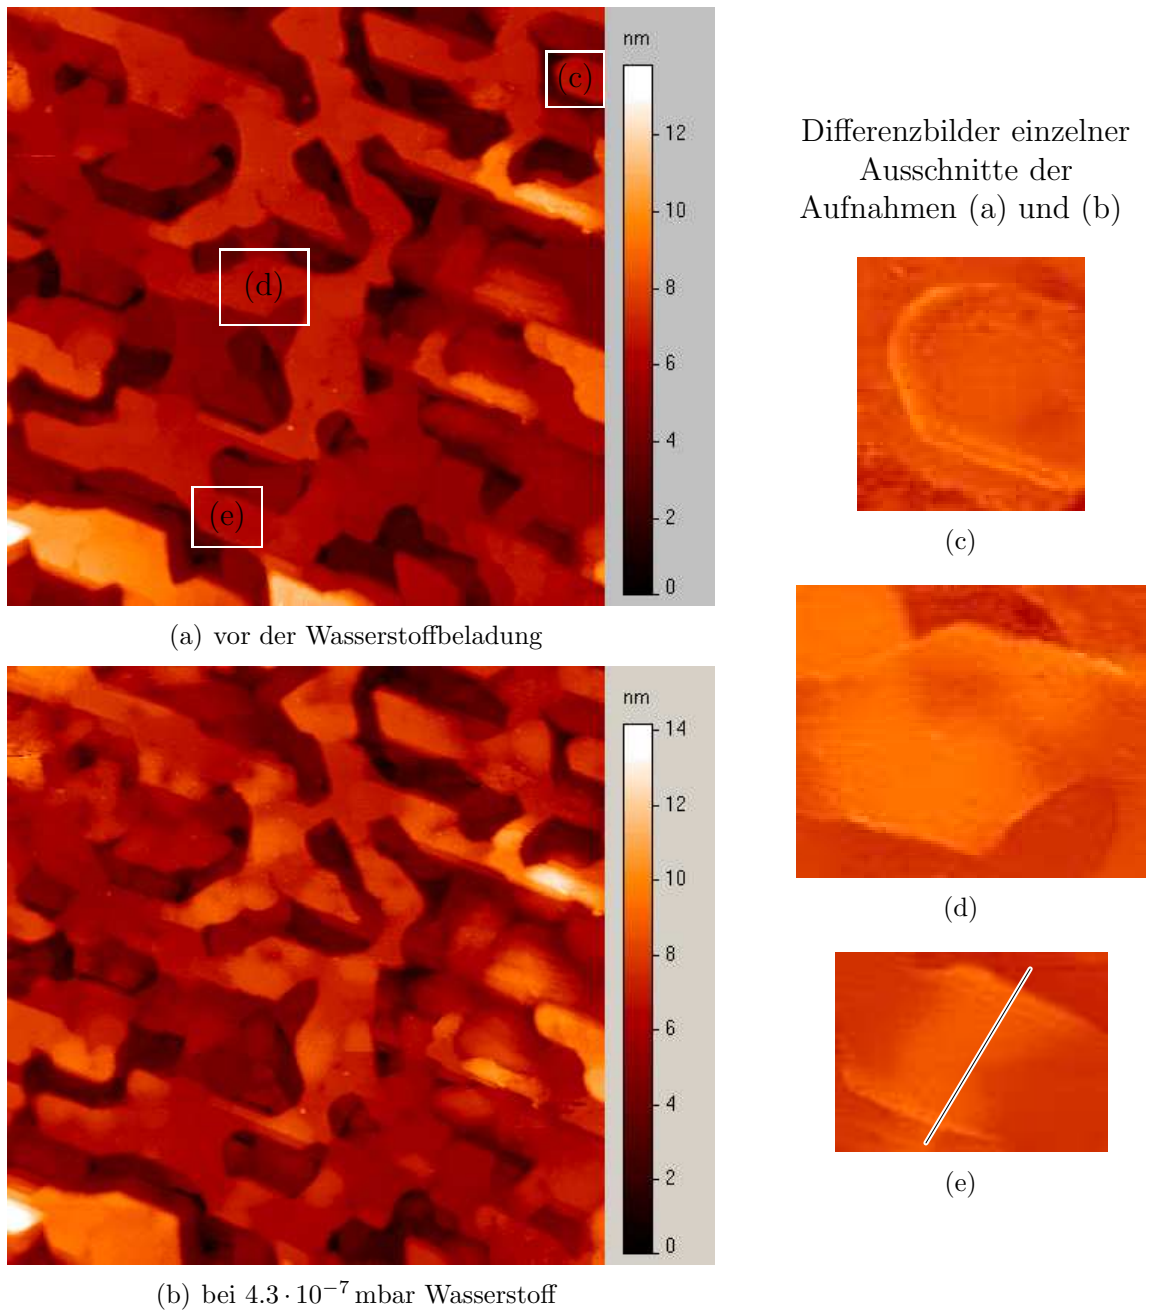 nm
12
10
8
6
4
2
0
(c)
(d)
(e)
(a) vor der Wasserstoffbeladung
nm
14
12
10
8
6
4
2
0
(b) bei 4.3 · 10⁻⁷ mbar Wasserstoff
Differenzbilder einzelner
Ausschnitte der
Aufnahmen (a) und (b)
(c)
(d)
(e)